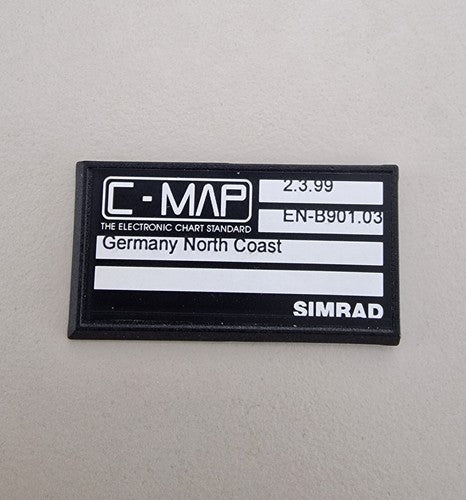 C-MAP
THE ELECTRONIC CHART STANDARD
2.3.99
EN-B901.03
Germany North Coast
SIMRAD